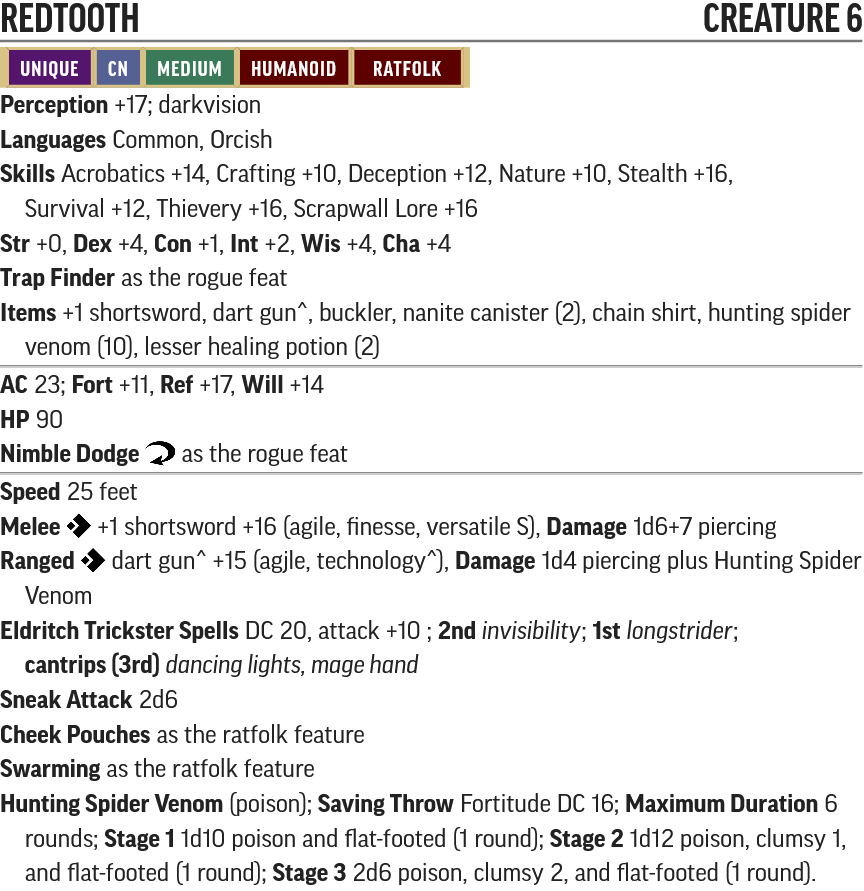 REDTOOTH CREATURE 6
UNIQUE CN MEDIUM HUMANOID RATFOLK
Perception +17; darkvision
Languages Common, Orcish
Skills Acrobatics +14, Crafting +10, Deception +12, Nature +10, Stealth +16,
Survival +12, Thievery +16, Scrapwall Lore +16
Str +0, Dex +4, Con +1, Int +2, Wis +4, Cha +4
Trap Finder as the rogue feat
Items +1 shortsword, dart gun^, buckler, nanite canister (2), chain shirt, hunting spider
venom (10), lesser healing potion (2)
AC 23; Fort +11, Ref +17, Will +14
HP 90
Nimble Dodge as the rogue feat
Speed 25 feet
Melee +1 shortsword +16 (agile, finesse, versatile S), Damage 1d6+7 piercing
Ranged dart gun^ +15 (agjle, technology^), Damage 1d4 piercing plus Hunting Spider
Venom
Eldritch Trickster Spells DC 20, attack +10 ; 2nd invisibility; 1st longstrider;
cantrips (3rd) dancing lights, mage hand
Sneak Attack 2d6
Cheek Pouches as the ratfolk feature
Swarming as the ratfolk feature
Hunting Spider Venom (poison); Saving Throw Fortitude DC 16; Maximum Duration 6
rounds; Stage 1 1d10 poison and flat-footed (1 round); Stage 2 1d12 poison, clumsy 1,
and flat-footed (1 round); Stage 3 2d6 poison, clumsy 2, and flat-footed (1 round).